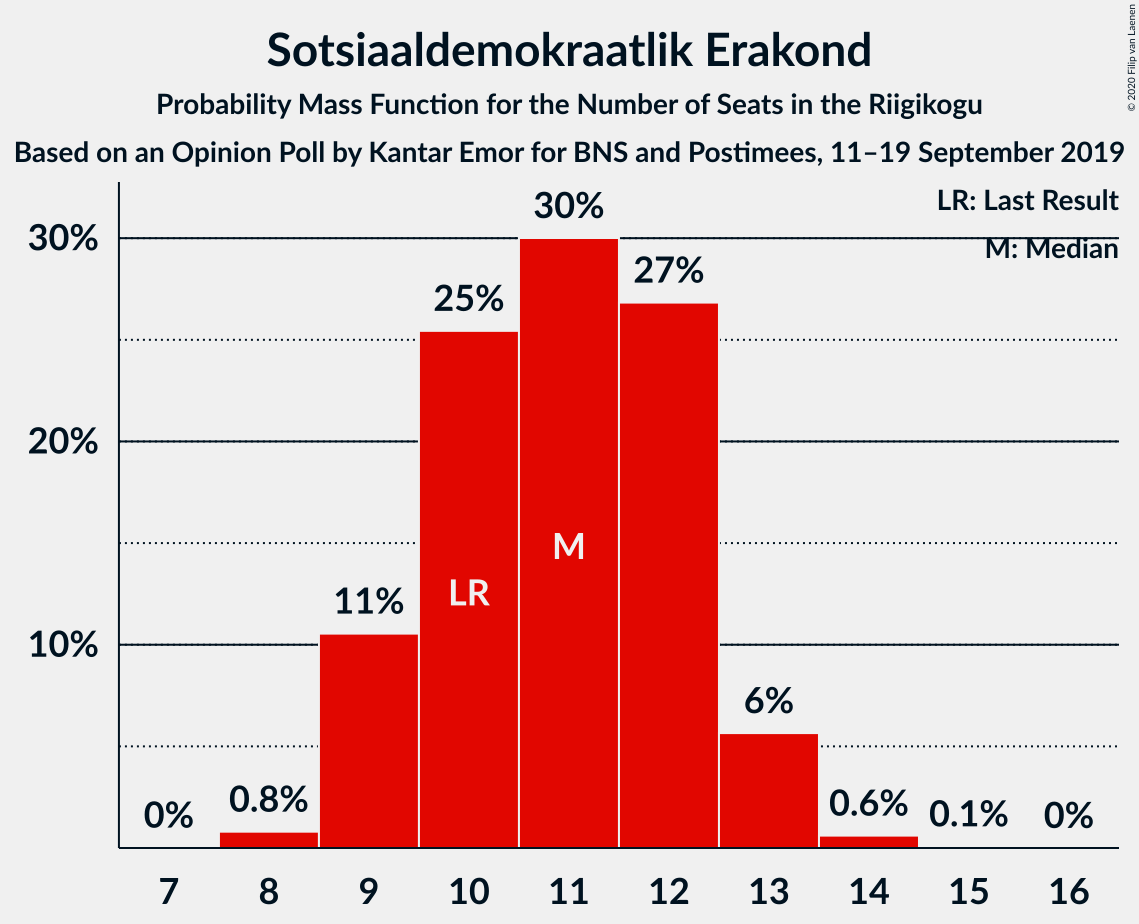 Sotsiaaldemokraatlik Erakond
Probability Mass Function for the Number of Seats in the Riigikogu
Based on an Opinion Poll by Kantar Emor for BNS and Postimees, 11–19 September 2019
© 2020 Filip van Laenen
LR: Last Result
M: Median
30%
20%
10%
0%
0.8%
11%
25%
30%
27%
6%
0.6%
0.1%
0%
LR
M
7 8 9 10 11 12 13 14 15 16